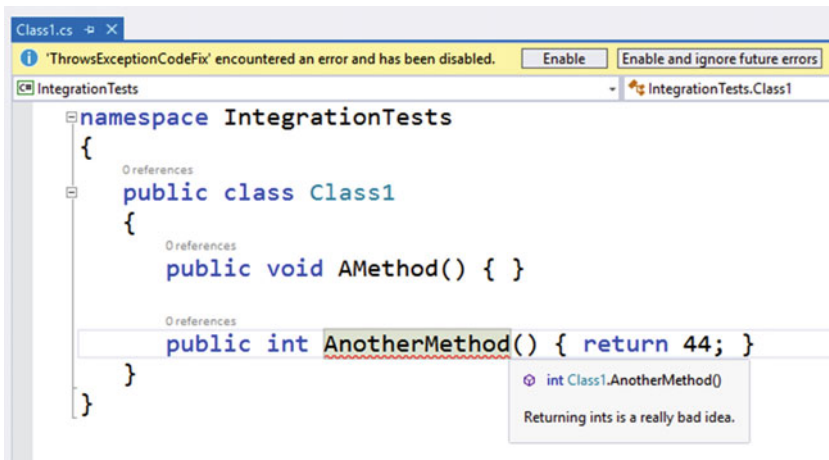 Class1.cs
'ThrowsExceptionCodeFix' encountered an error and has been disabled. Enable Enable and ignore future errors
C# IntegrationTests IntegrationTests.Class1
namespace IntegrationTests
{
0 references
public class Class1
{
0 references
public void AMethod() { }
0 references
public int AnotherMethod() { return 44; }
}
int Class1.AnotherMethod()
}
Returning ints is a really bad idea.